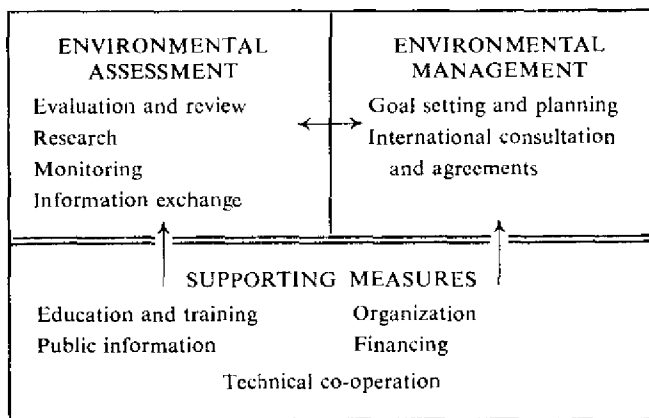 ENVIRONMENTAL
ASSESSMENT
Evaluation and review
Research
Monitoring
Information exchange
ENVIRONMENTAL
MANAGEMENT
Goal setting and planning
International consultation
and agreements
SUPPORTING MEASURES
Education and training
Public information
Organization
Financing
Technical co-operation